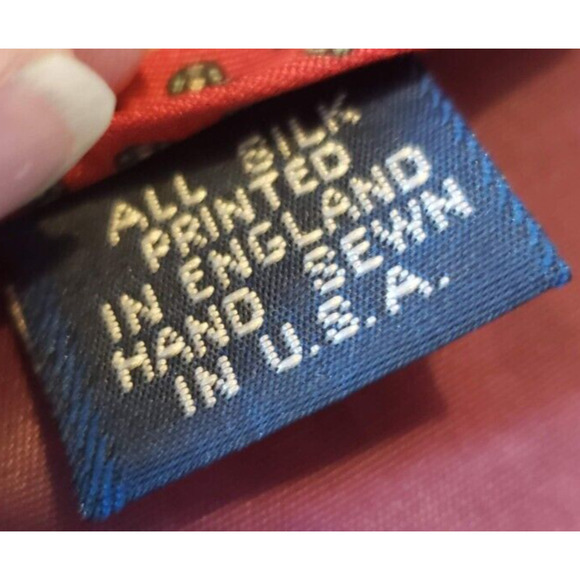 ALL SILK
PRINTED
IN ENGLAND
HAND SEWN
IN U.S.A.